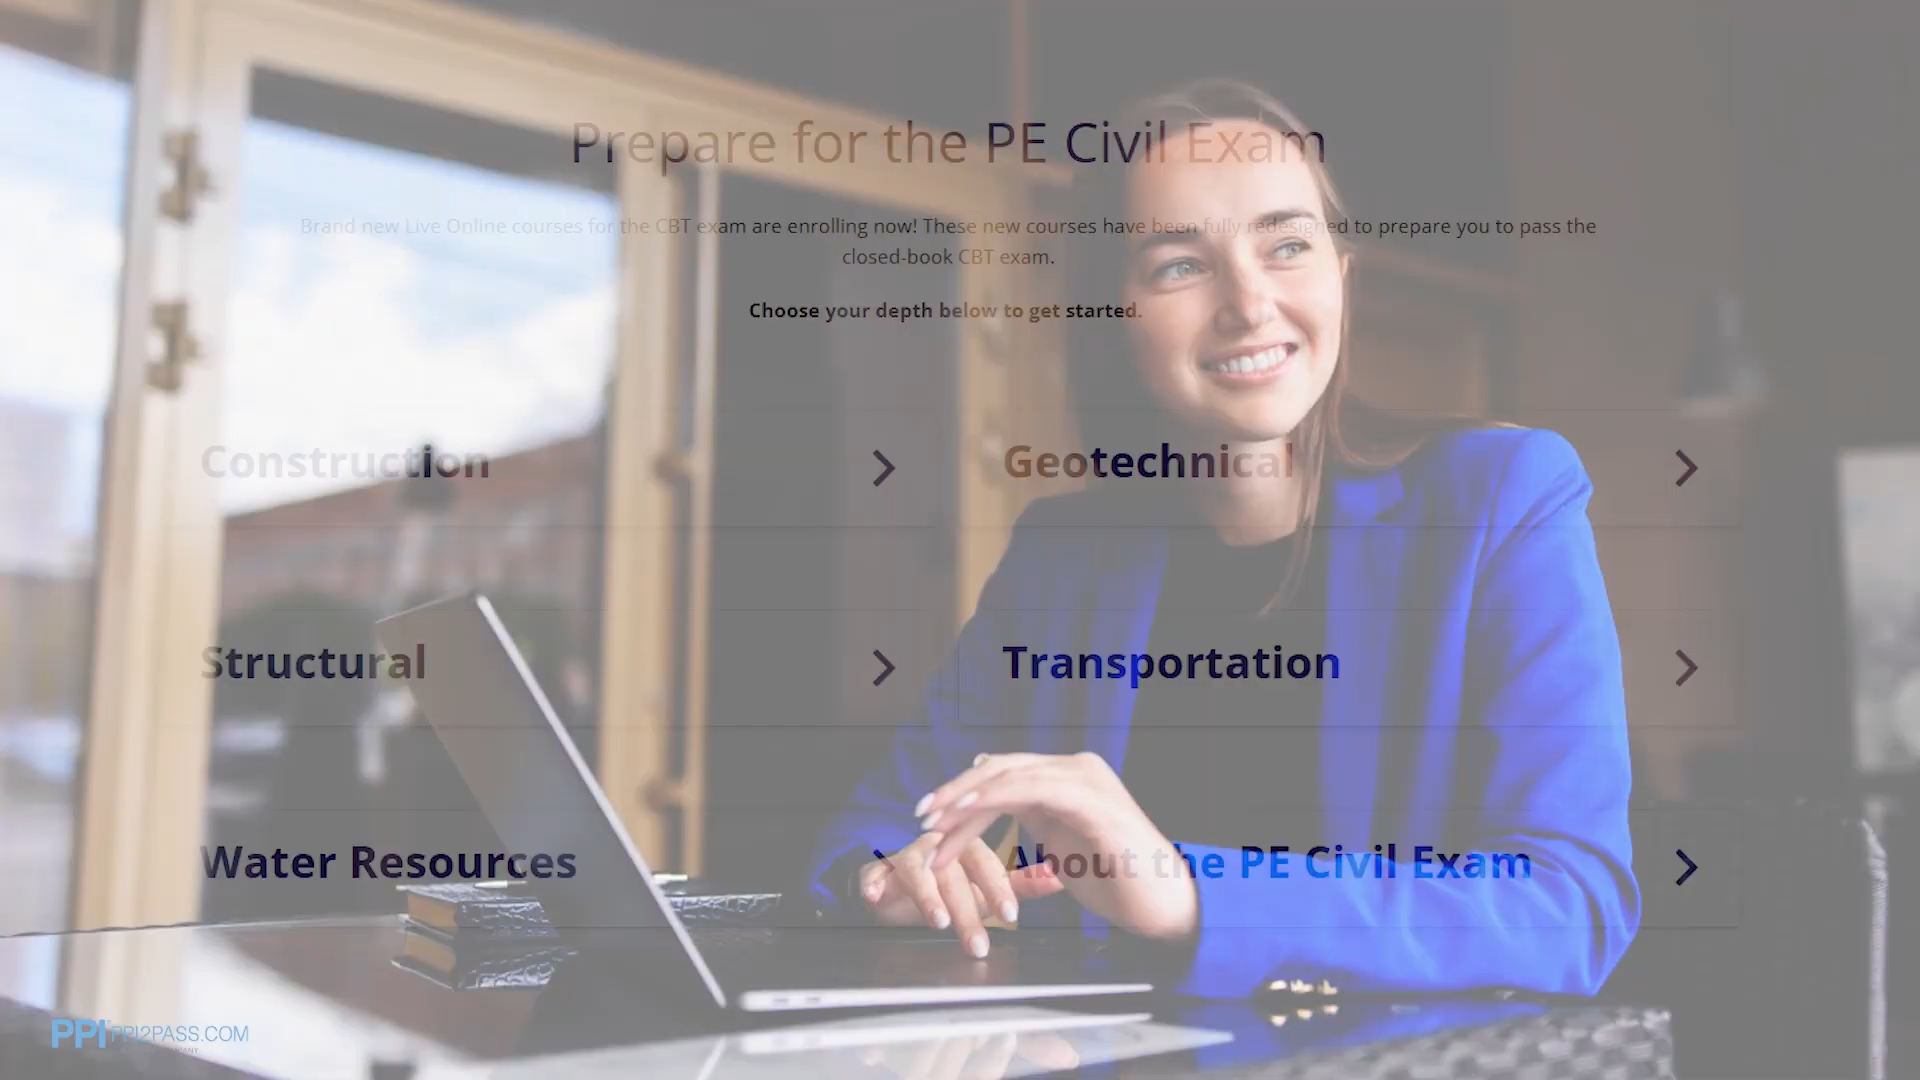 Prepare for the PE Civil Exam
Brand new Live Online courses for the CBT exam are enrolling now! These new courses have been fully redesigned to prepare you to pass the
closed-book CBT exam.
Choose your depth below to get started.
Construction
Geotechnical
Structural
Transportation
Water Resources
About the PE Civil Exam
PPI PPI2PASS.COM